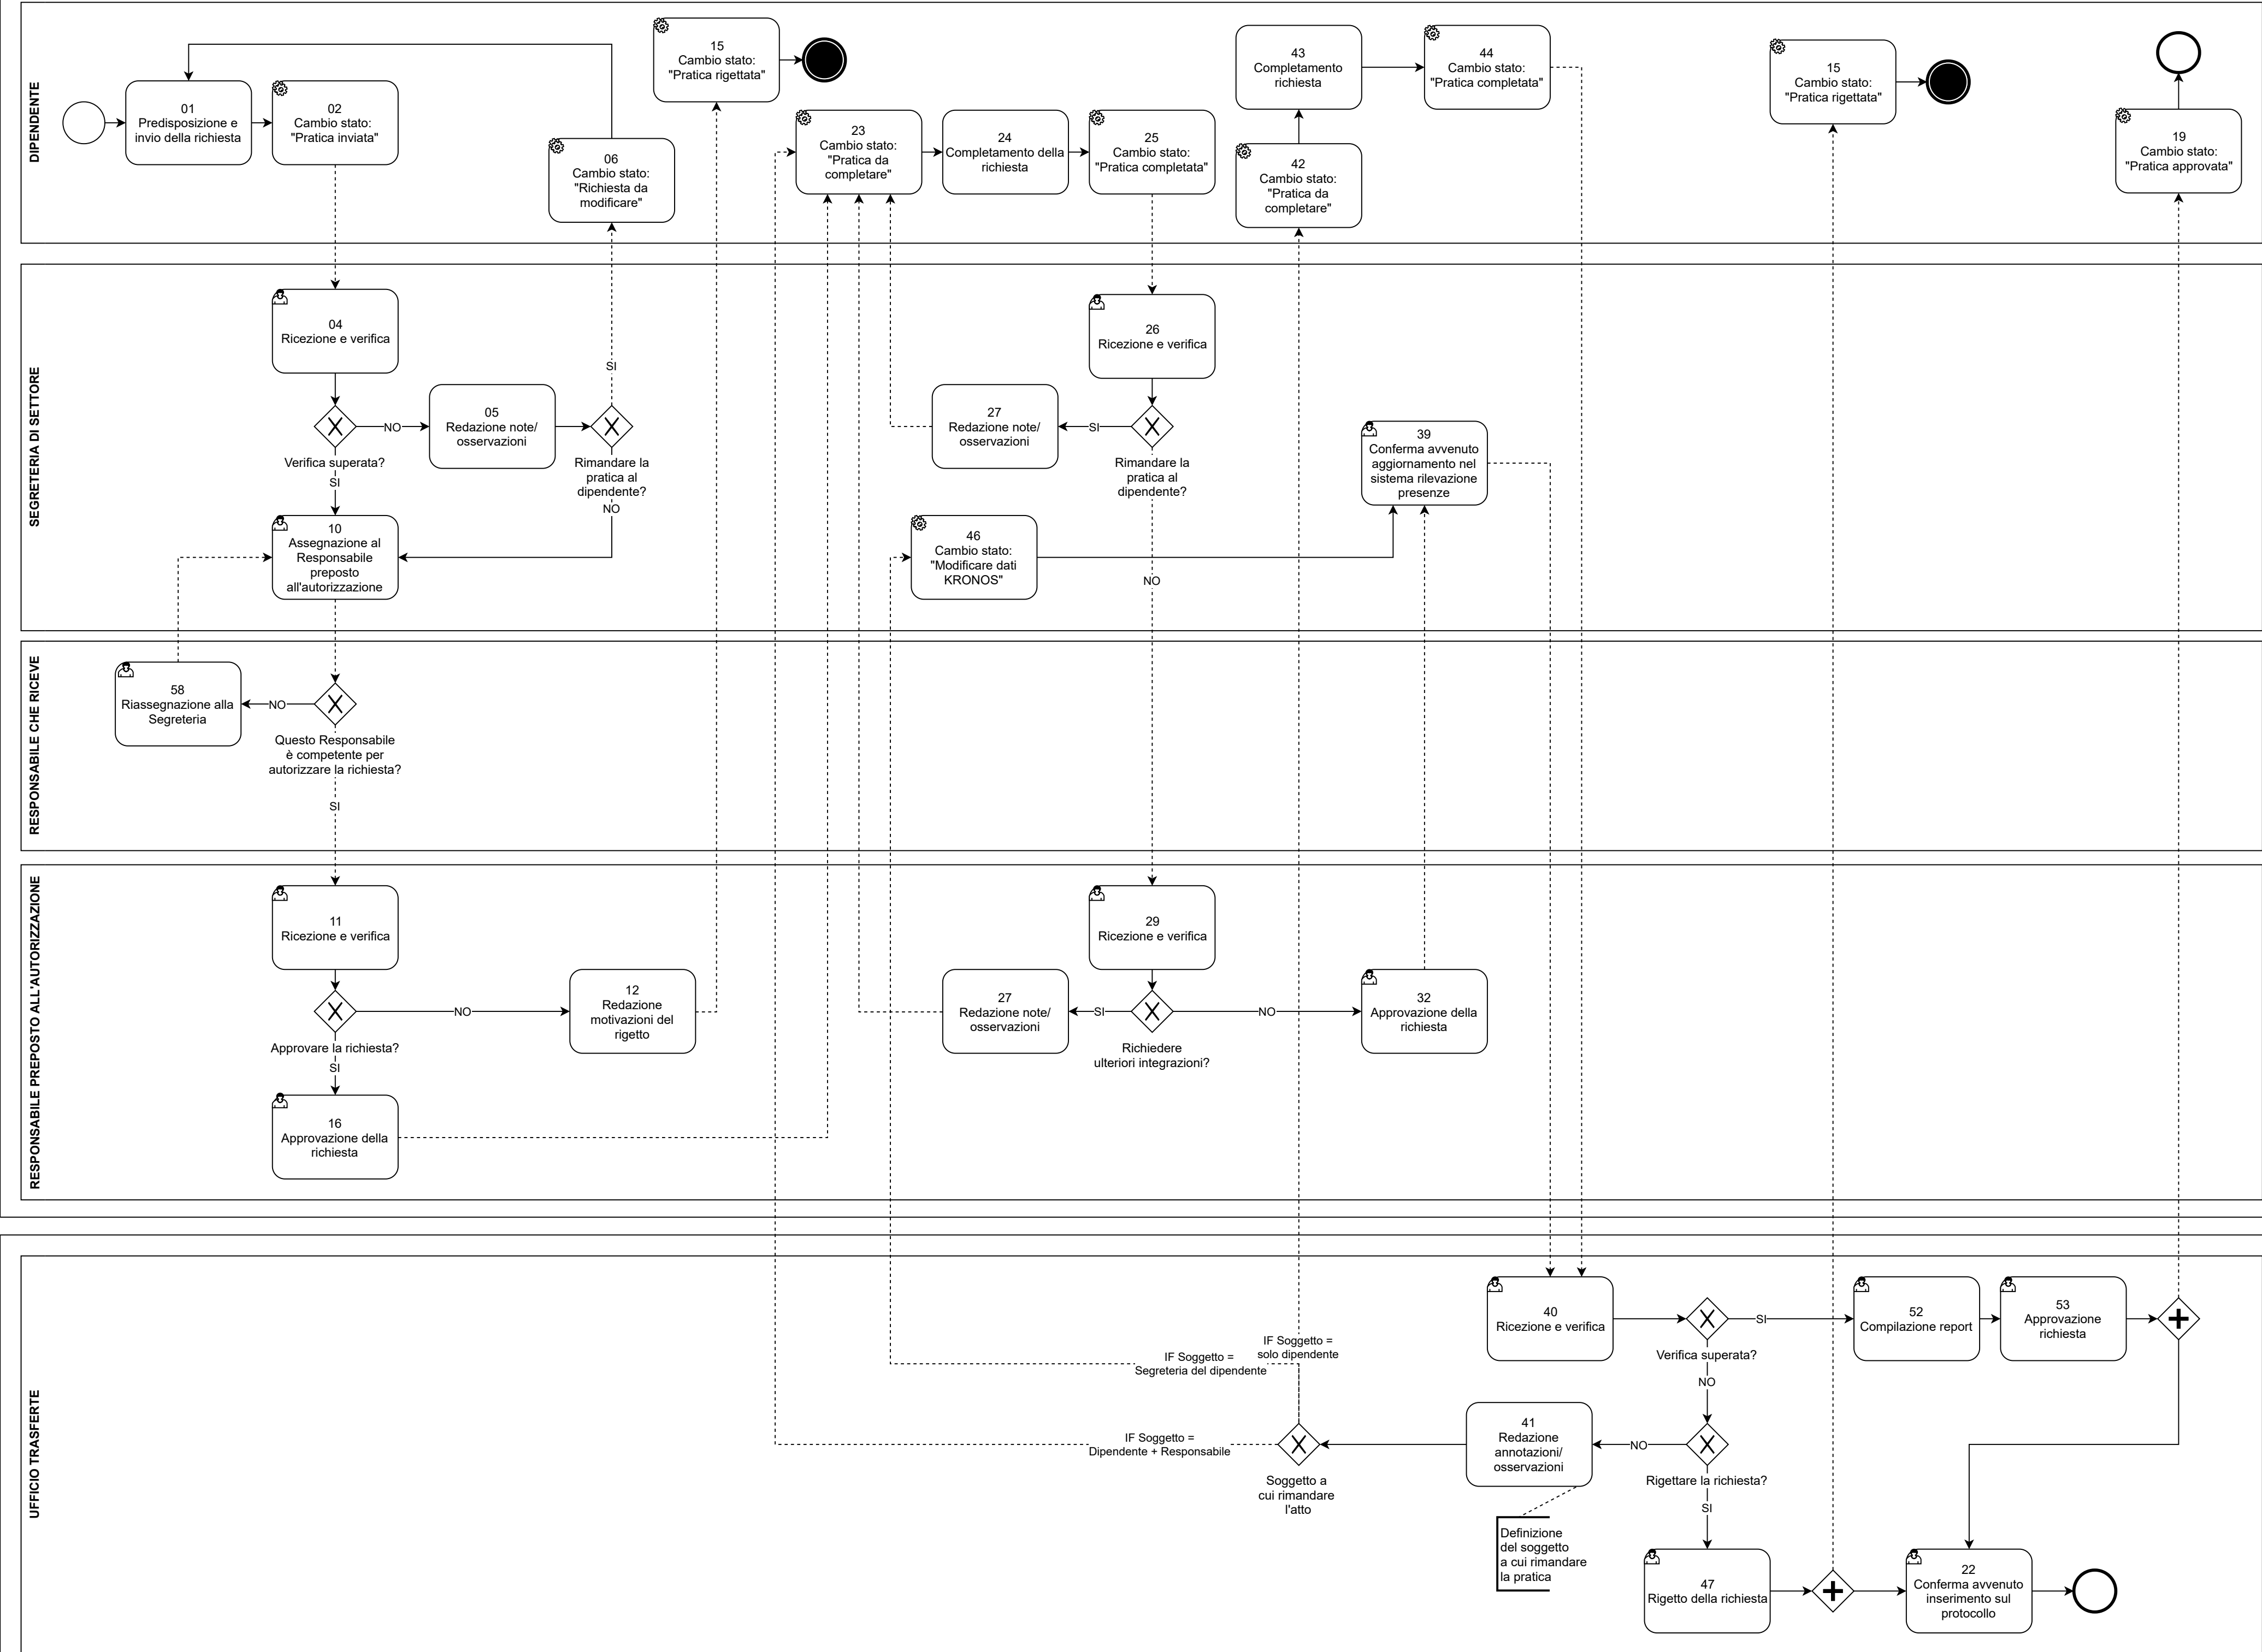 DIPENDENTE
01
Predisposizione e
invio della richiesta
02
Cambio stato:
"Pratica inviata"
06
Cambio stato:
"Richiesta da
modificare"
15
Cambio stato:
"Pratica rigettata"
23
Cambio stato:
"Pratica da
completare"
24
Completamento della
richiesta
25
Cambio stato:
"Pratica completata"
43
Completamento
richiesta
42
Cambio stato:
"Pratica da
completare"
44
Cambio stato:
"Pratica completata"
15
Cambio stato:
"Pratica rigettata"
19
Cambio stato:
"Pratica approvata"
SEGRETERIA DI SETTORE
04
Ricezione e verifica
Verifica superata?
NO
SI
05
Redazione note/
osservazioni
SI
Rimandare la
pratica al
dipendente?
NO
10
Assegnazione al
Responsabile
preposto
all'autorizzazione
26
Ricezione e verifica
SI
27
Redazione note/
osservazioni
Rimandare la
pratica al
dipendente?
NO
46
Cambio stato:
"Modificare dati
KRONOS"
39
Conferma avvenuto
aggiornamento nel
sistema rilevazione
presenze
RESPONSABILE CHE RICEVE
58
Riassegnazione alla
Segreteria
NO
Questo Responsabile
è competente per
autorizzare la richiesta?
SI
RESPONSABILE PREPOSTO ALL'AUTORIZZAZIONE
11
Ricezione e verifica
NO
Approvare la richiesta?
SI
12
Redazione
motivazioni del
rigetto
16
Approvazione della
richiesta
29
Ricezione e verifica
27
Redazione note/
osservazioni
SI
NO
Richiedere
ulteriori integrazioni?
32
Approvazione della
richiesta
UFFICIO TRASFERTE
40
Ricezione e verifica
SI
Verifica superata?
NO
52
Compilazione report
53
Approvazione
richiesta
IF Soggetto =
solo dipendente
IF Soggetto =
Segreteria del dipendente
IF Soggetto =
Dipendente + Responsabile
Soggetto a
cui rimandare
l'atto
41
Redazione
annotazioni/
osservazioni
NO
Rigettare la richiesta?
SI
Definizione
del soggetto
a cui rimandare
la pratica
47
Rigetto della richiesta
22
Conferma avvenuto
inserimento sul
protocollo